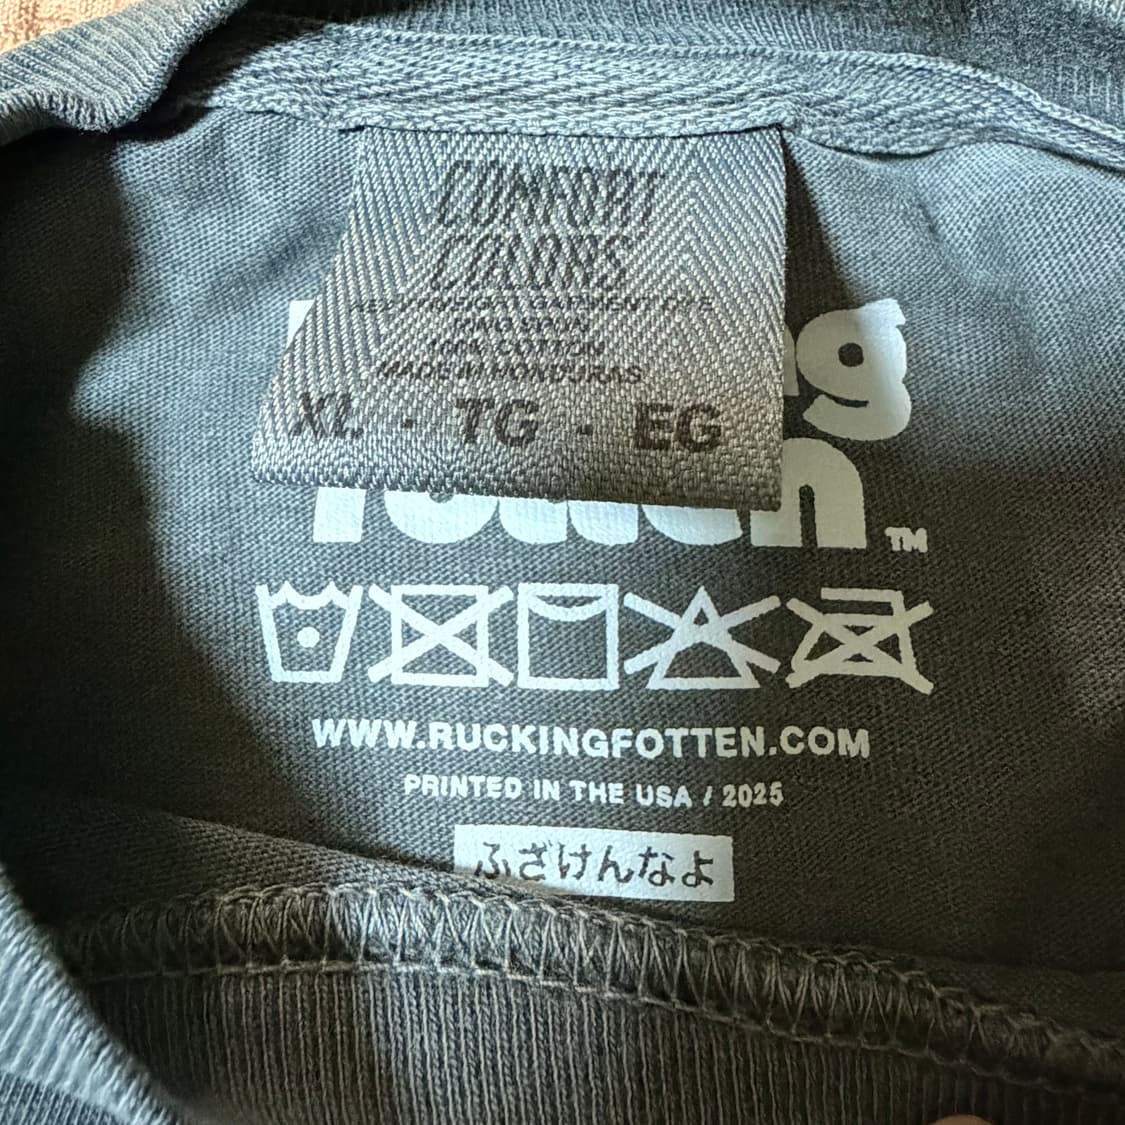 COMFORT
COLORS
HEAVYWEIGHT GARMENT DYE
RING SPUN
100% COTTON
MADE IN HONDURAS
XL · TG · EG
TM
WWW.RUCKINGFOTTEN.COM
PRINTED IN THE USA / 2025
ふざけんなよ